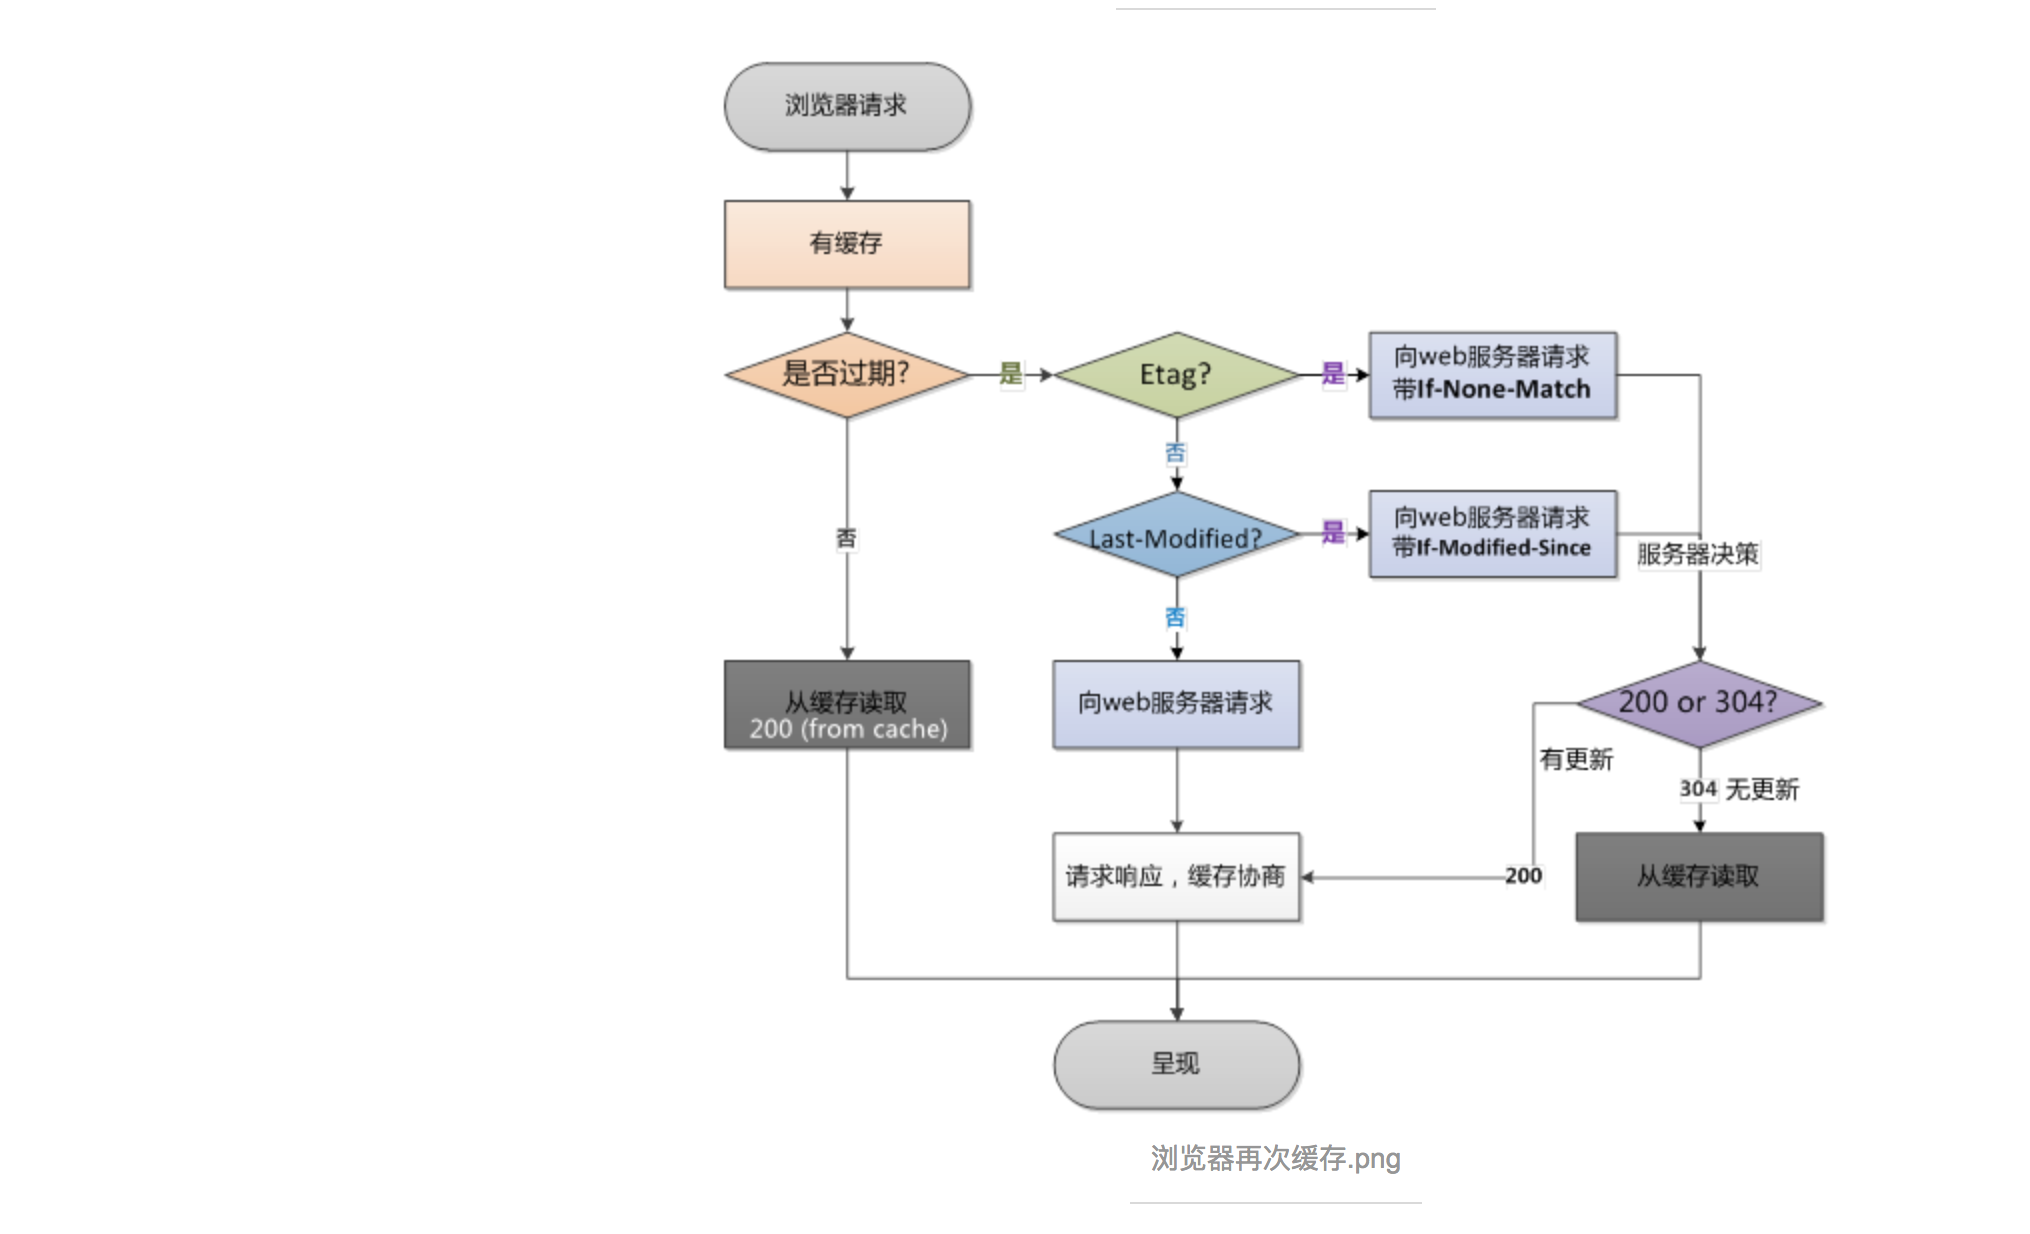 浏览器请求
有缓存
是否过期?
是
Etag?
是
向web服务器请求
带If-None-Match
否
否
Last-Modified?
是
向web服务器请求
带If-Modified-Since
服务器决策
否
从缓存读取
200 (from cache)
向web服务器请求
200 or 304?
有更新
304 无更新
请求响应，缓存协商
200
从缓存读取
呈现
浏览器再次缓存.png